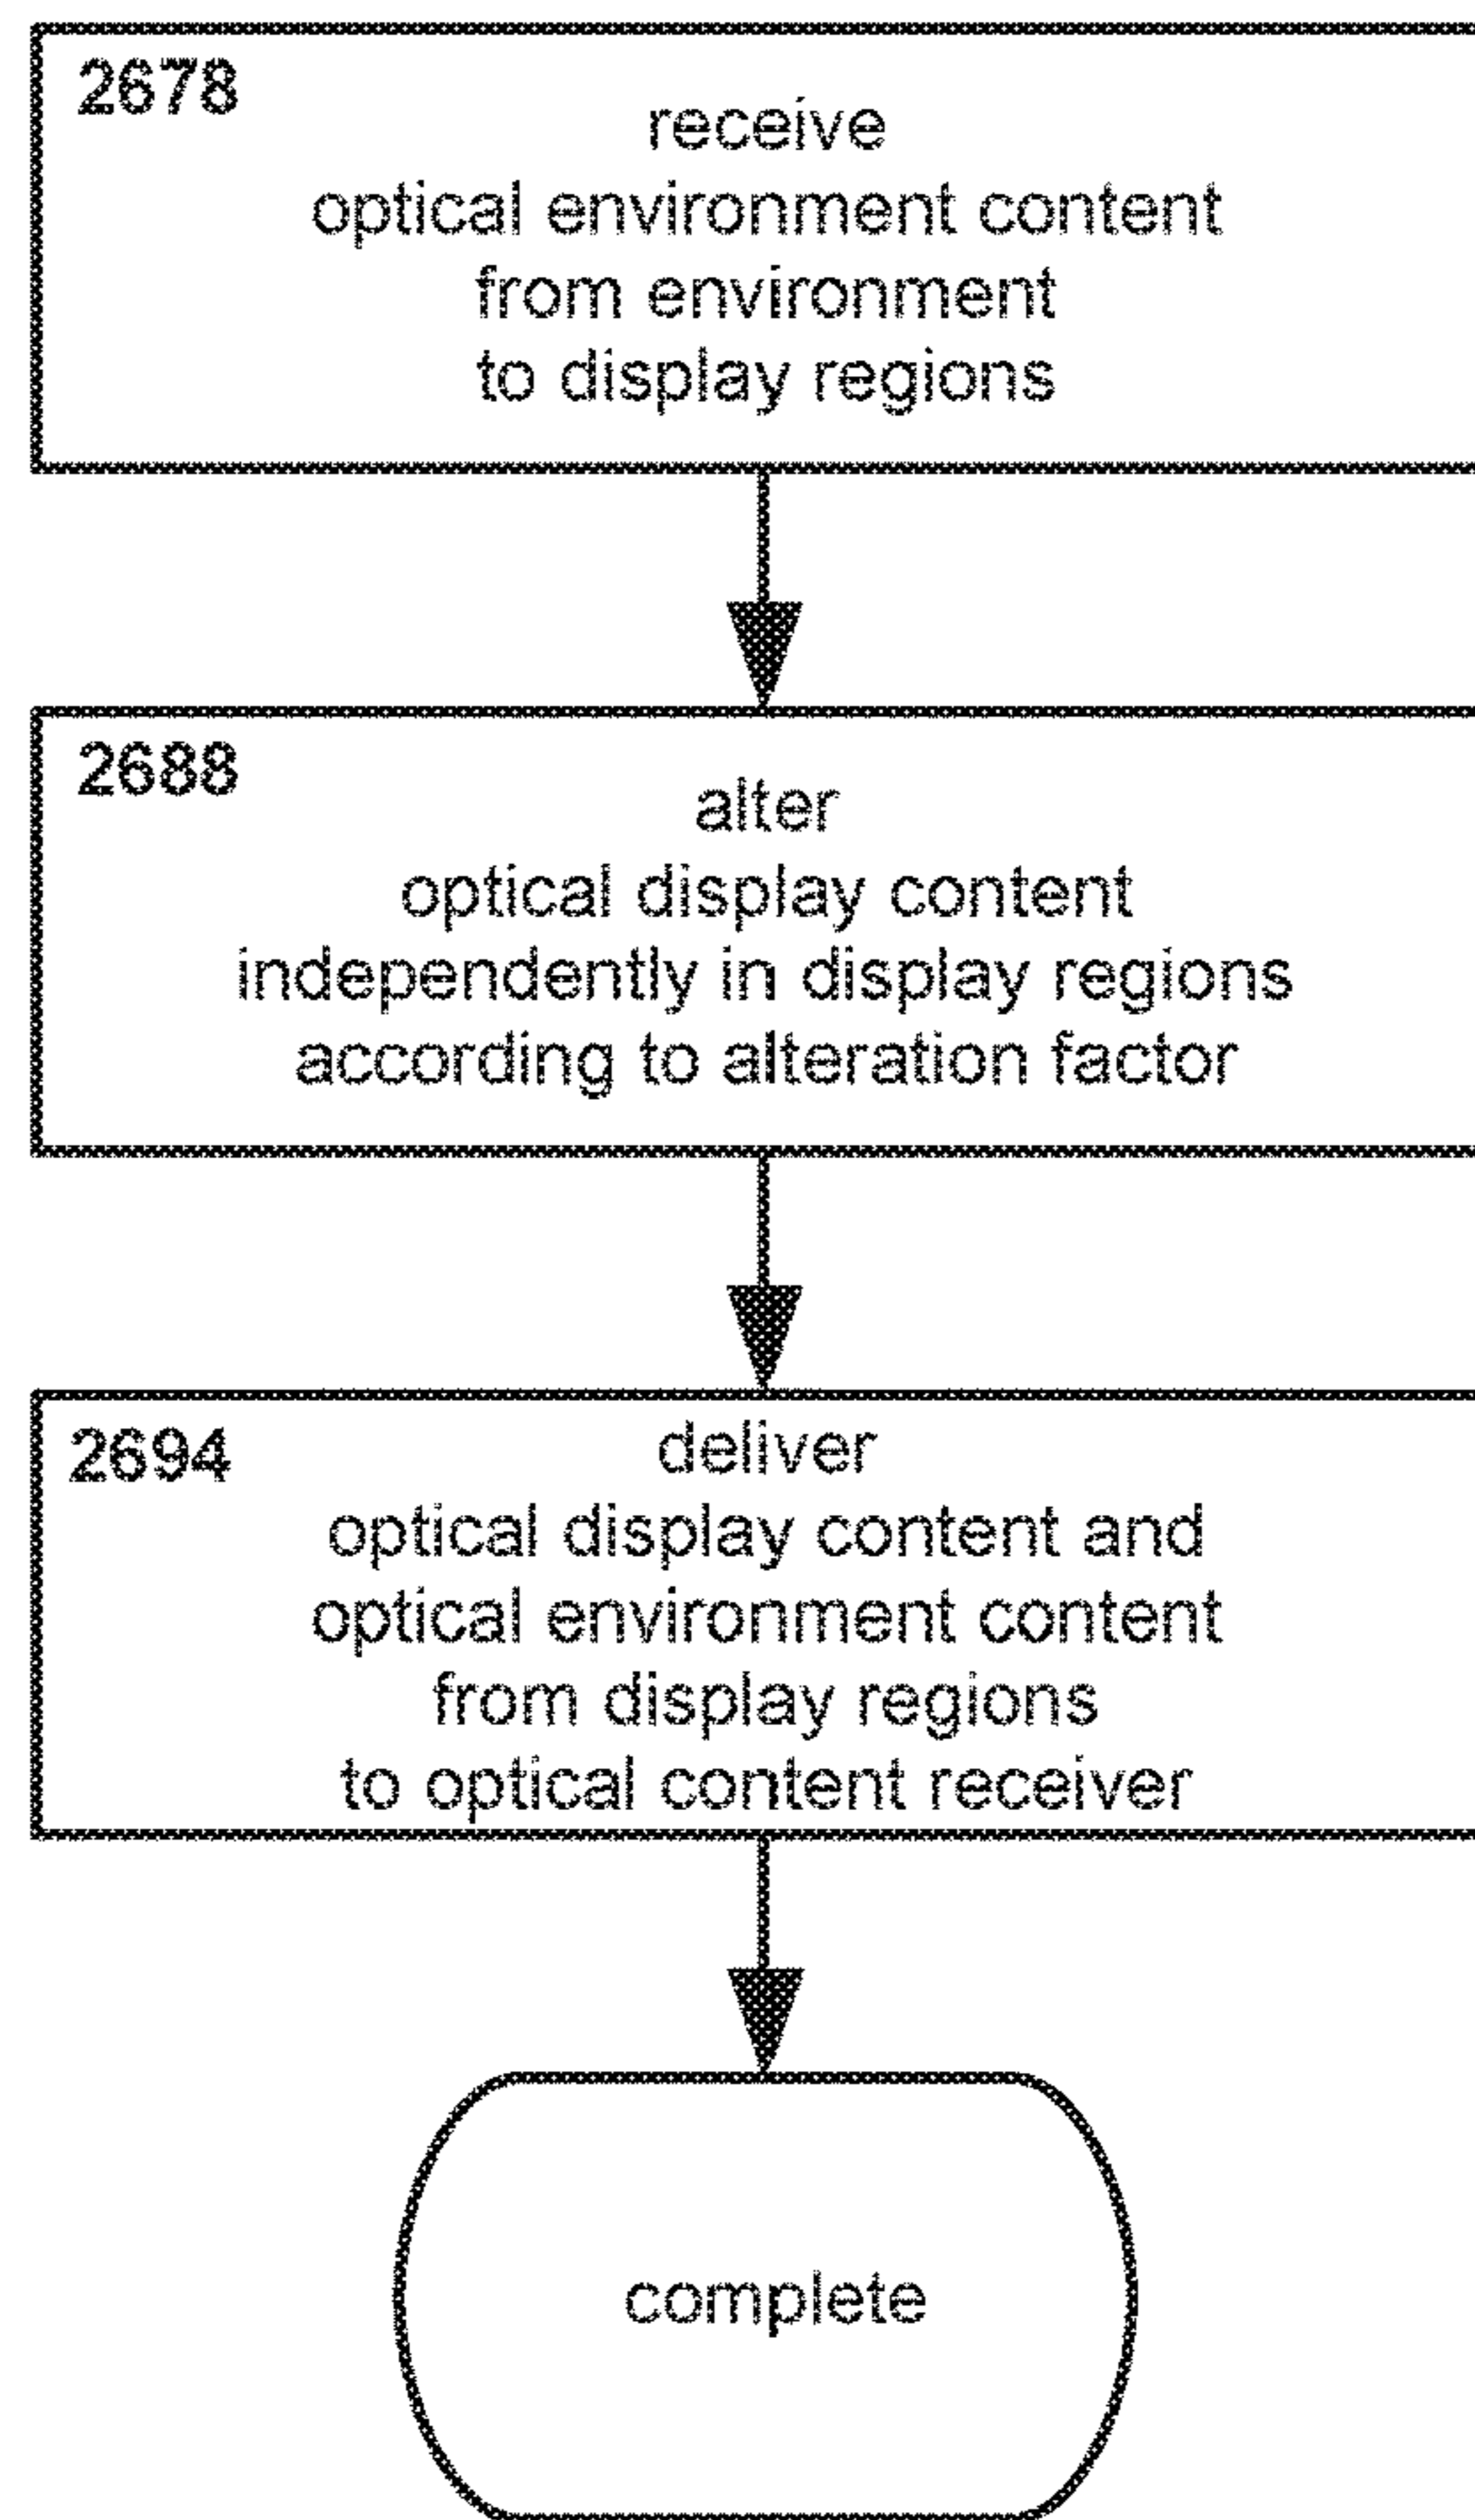 2678
receive
optical environment content
from environment
to display regions
2688
alter
optical display content
independently in display regions
according to alteration factor
2694
deliver
optical display content and
optical environment content
from display regions
to optical content receiver
complete